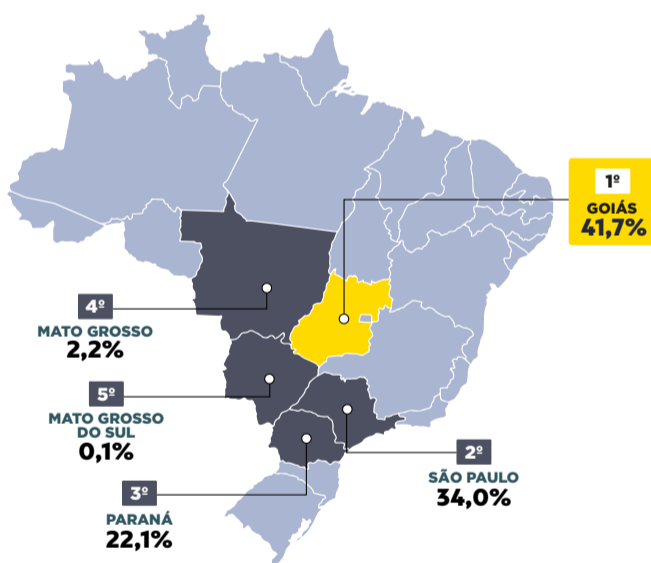 1º
GOIÁS
41,7%
4º
MATO GROSSO
2,2%
5º
MATO GROSSO
DO SUL
0,1%
2º
SÃO PAULO
34,0%
3º
PARANÁ
22,1%